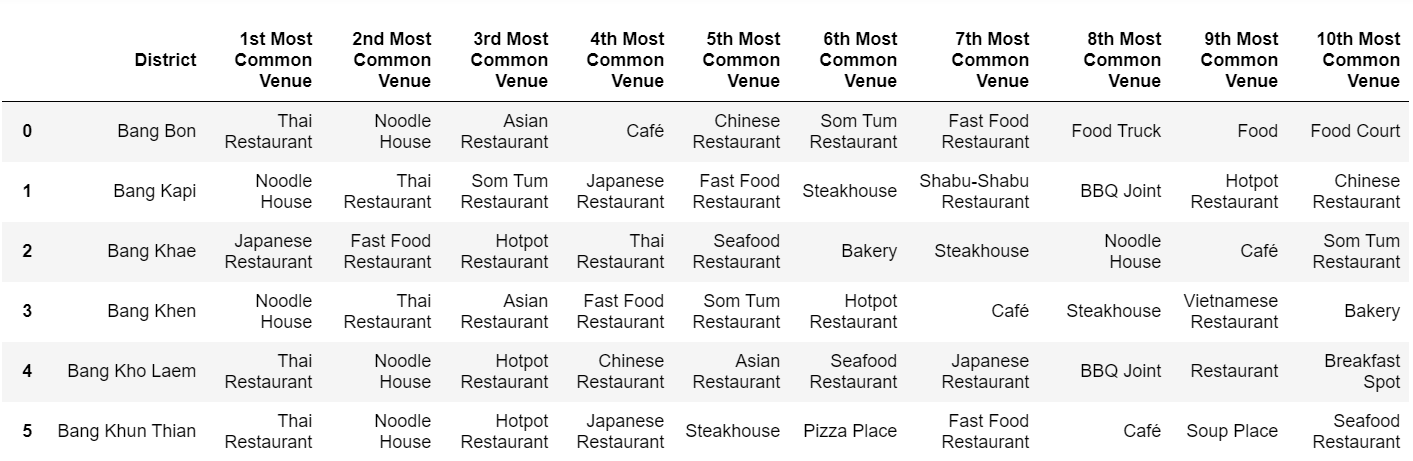 District 1st Most Common Venue 2nd Most Common Venue 3rd Most Common Venue 4th Most Common Venue 5th Most Common Venue 6th Most Common Venue 7th Most Common Venue 8th Most Common Venue 9th Most Common Venue 10th Most Common Venue
0 Bang Bon Thai Restaurant Noodle House Asian Restaurant Café Chinese Restaurant Som Tum Restaurant Fast Food Restaurant Food Truck Food Food Court
1 Bang Kapi Noodle House Thai Restaurant Som Tum Restaurant Japanese Restaurant Fast Food Restaurant Steakhouse Shabu-Shabu Restaurant BBQ Joint Hotpot Restaurant Chinese Restaurant
2 Bang Khae Japanese Restaurant Fast Food Restaurant Hotpot Restaurant Thai Restaurant Seafood Restaurant Bakery Steakhouse Noodle House Café Som Tum Restaurant
3 Bang Khen Noodle House Thai Restaurant Asian Restaurant Fast Food Restaurant Som Tum Restaurant Hotpot Restaurant Café Steakhouse Vietnamese Restaurant Bakery
4 Bang Kho Laem Thai Restaurant Noodle House Hotpot Restaurant Chinese Restaurant Asian Restaurant Seafood Restaurant Japanese Restaurant BBQ Joint Restaurant Breakfast Spot
5 Bang Khun Thian Thai Restaurant Noodle House Hotpot Restaurant Japanese Restaurant Steakhouse Pizza Place Fast Food Restaurant Café Soup Place Seafood Restaurant